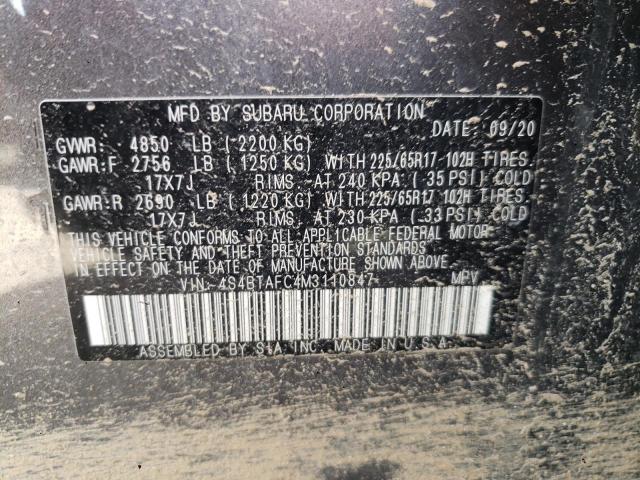 MFD BY SUBARU CORPORATION
DATE: 09/20
GVWR: 4850 LB (2200 KG)
GAWR:F 2756 LB (1250 KG) WITH 225/65R17 102H TIRES.
17X7J RIMS. AT 240 KPA (35 PSI) COLD
GAWR:R 2690 LB (1220 KG) WITH 225/65R17 102H TIRES.
17X7J RIMS. AT 230 KPA (33 PSI) COLD
THIS VEHICLE CONFORMS TO ALL APPLICABLE FEDERAL MOTOR
VEHICLE SAFETY AND THEFT PREVENTION STANDARDS
IN EFFECT ON THE DATE OF MANUFACTURE SHOWN ABOVE
VIN- 4S4BTAFC4M3110847 MPV
ASSEMBLED BY S.I.A. INC. MADE IN U.S.A.